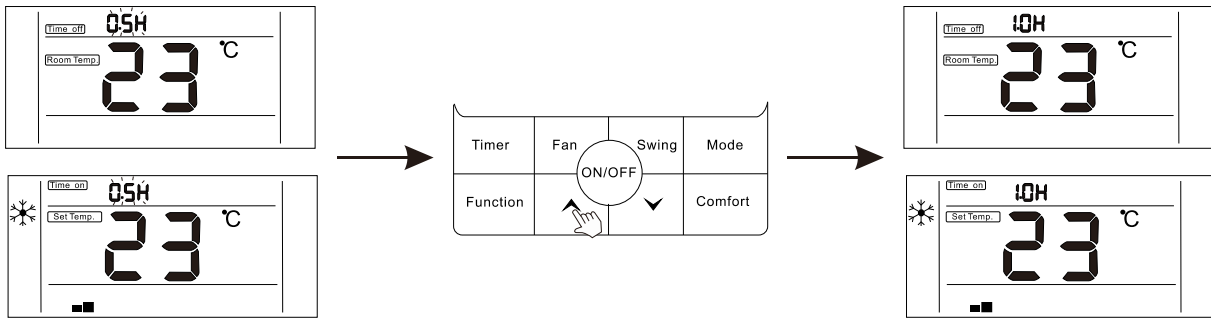 Time off 0.5H
Room Temp. 23 °C
Time on 0.5H
Set Temp. 23 °C
Timer Fan Swing Mode
ON/OFF
Function Comfort
Time off 1.0H
Room Temp. 23 °C
Time on 1.0H
Set Temp. 23 °C